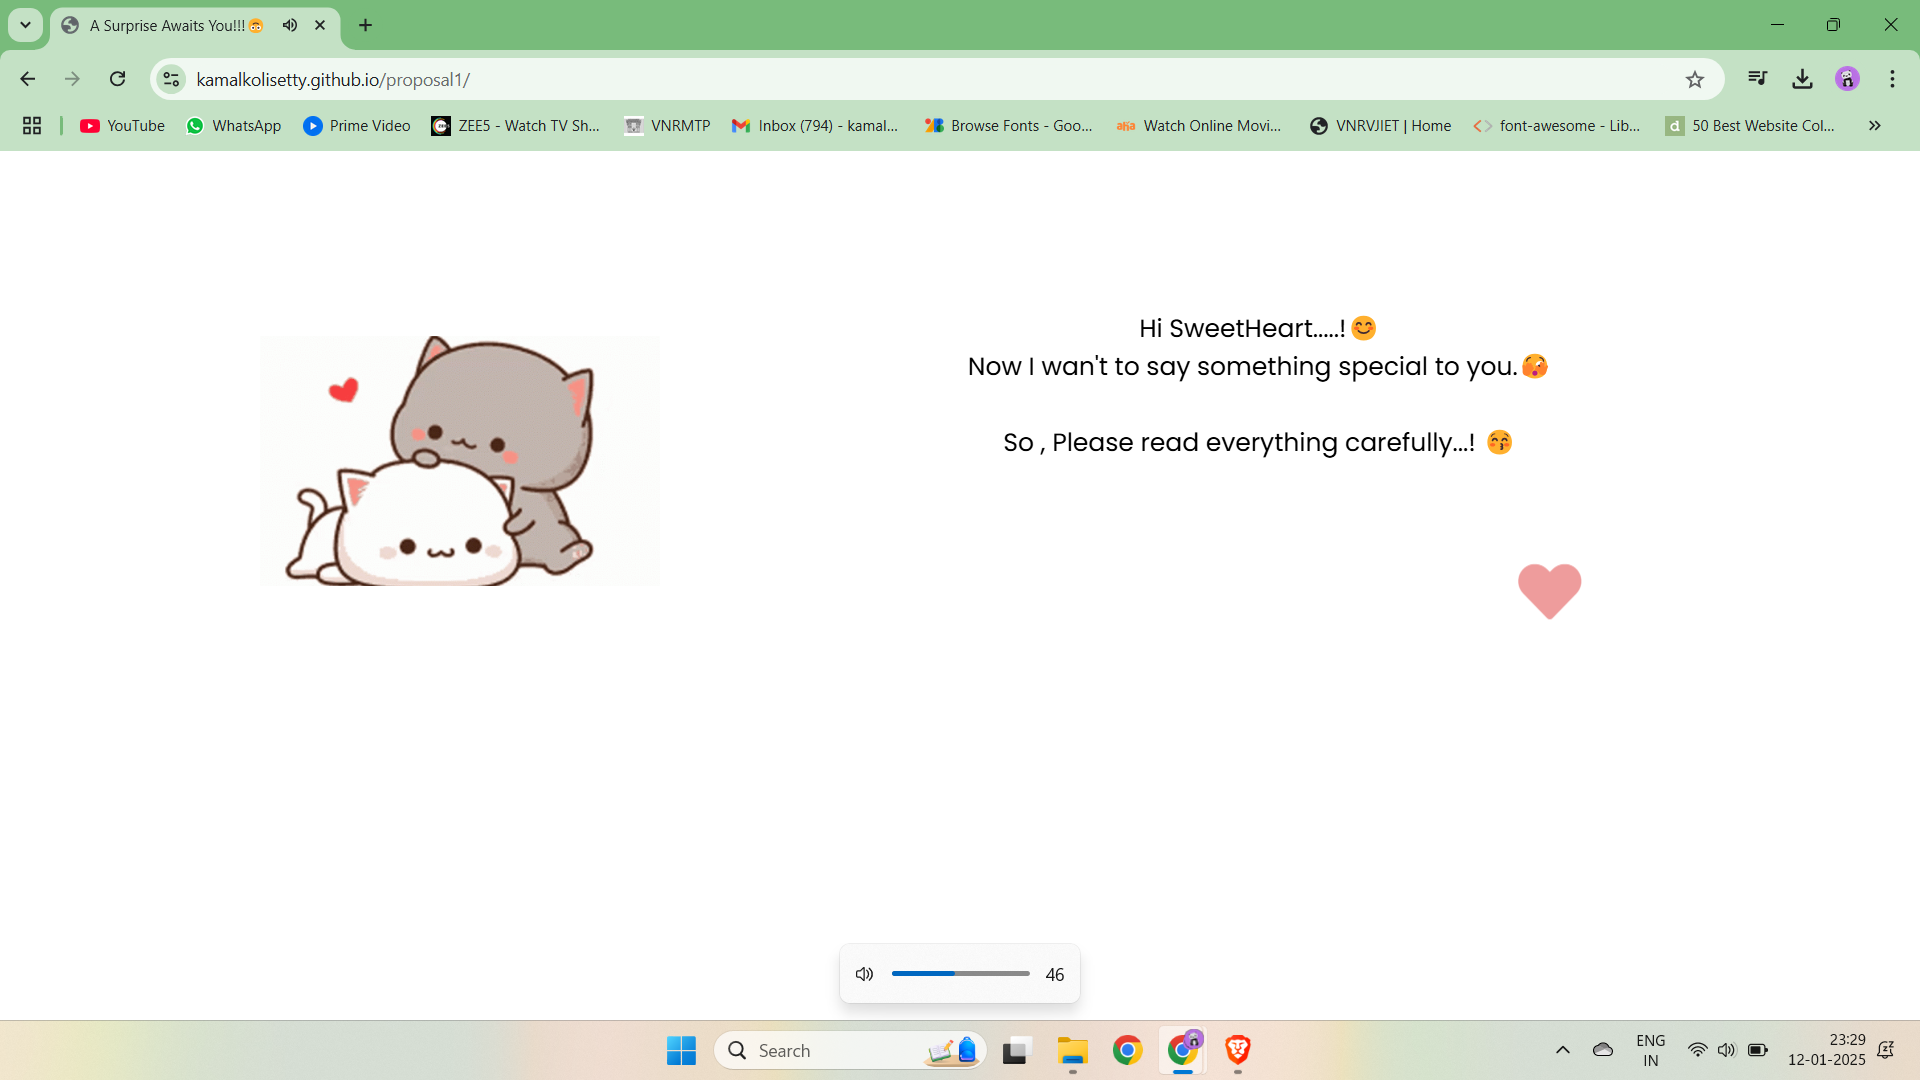 A Surprise Awaits You!!!🙃
kamalkolisetty.github.io/proposal1/
YouTube WhatsApp Prime Video ZEE5 - Watch TV Sh... VNRMTP Inbox (794) - kamal... Browse Fonts - Goo... aha Watch Online Movi... VNRVJIET | Home font-awesome - Lib... d 50 Best Website Col...
Hi SweetHeart.....!😊
Now I wan't to say something special to you.🫣
So , Please read everything carefully...! 😚
46
Search
ENG
IN
23:29
12-01-2025